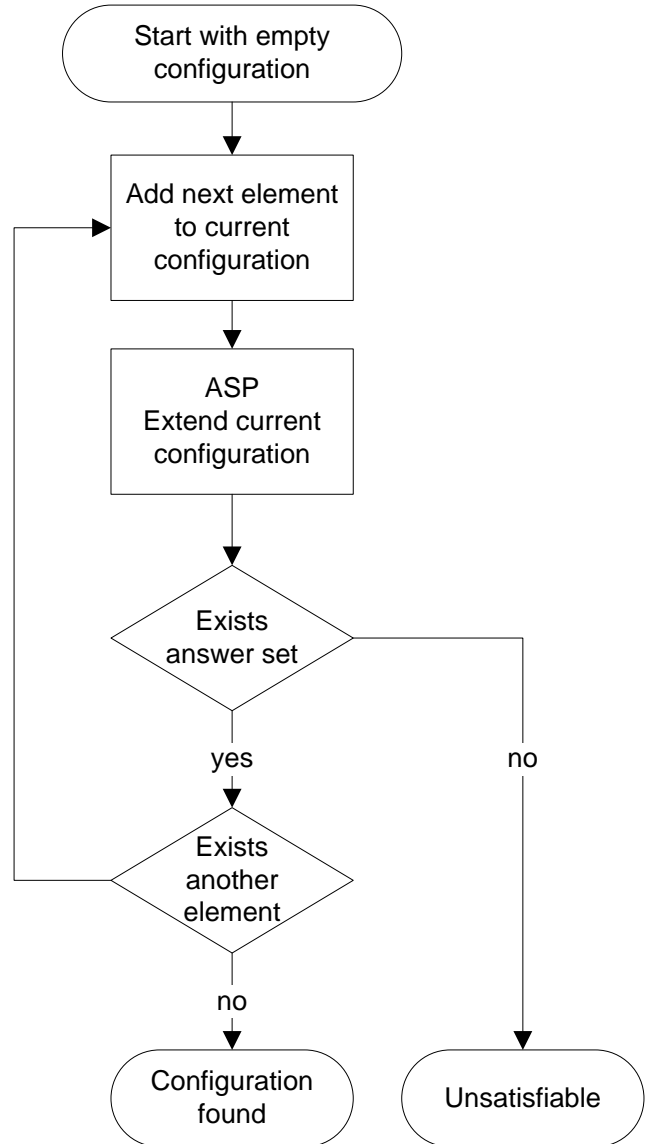 Start with empty
configuration
Add next element
to current
configuration
ASP
Extend current
configuration
Exists
answer set
yes
no
Exists
another
element
no
Configuration
found
Unsatisfiable